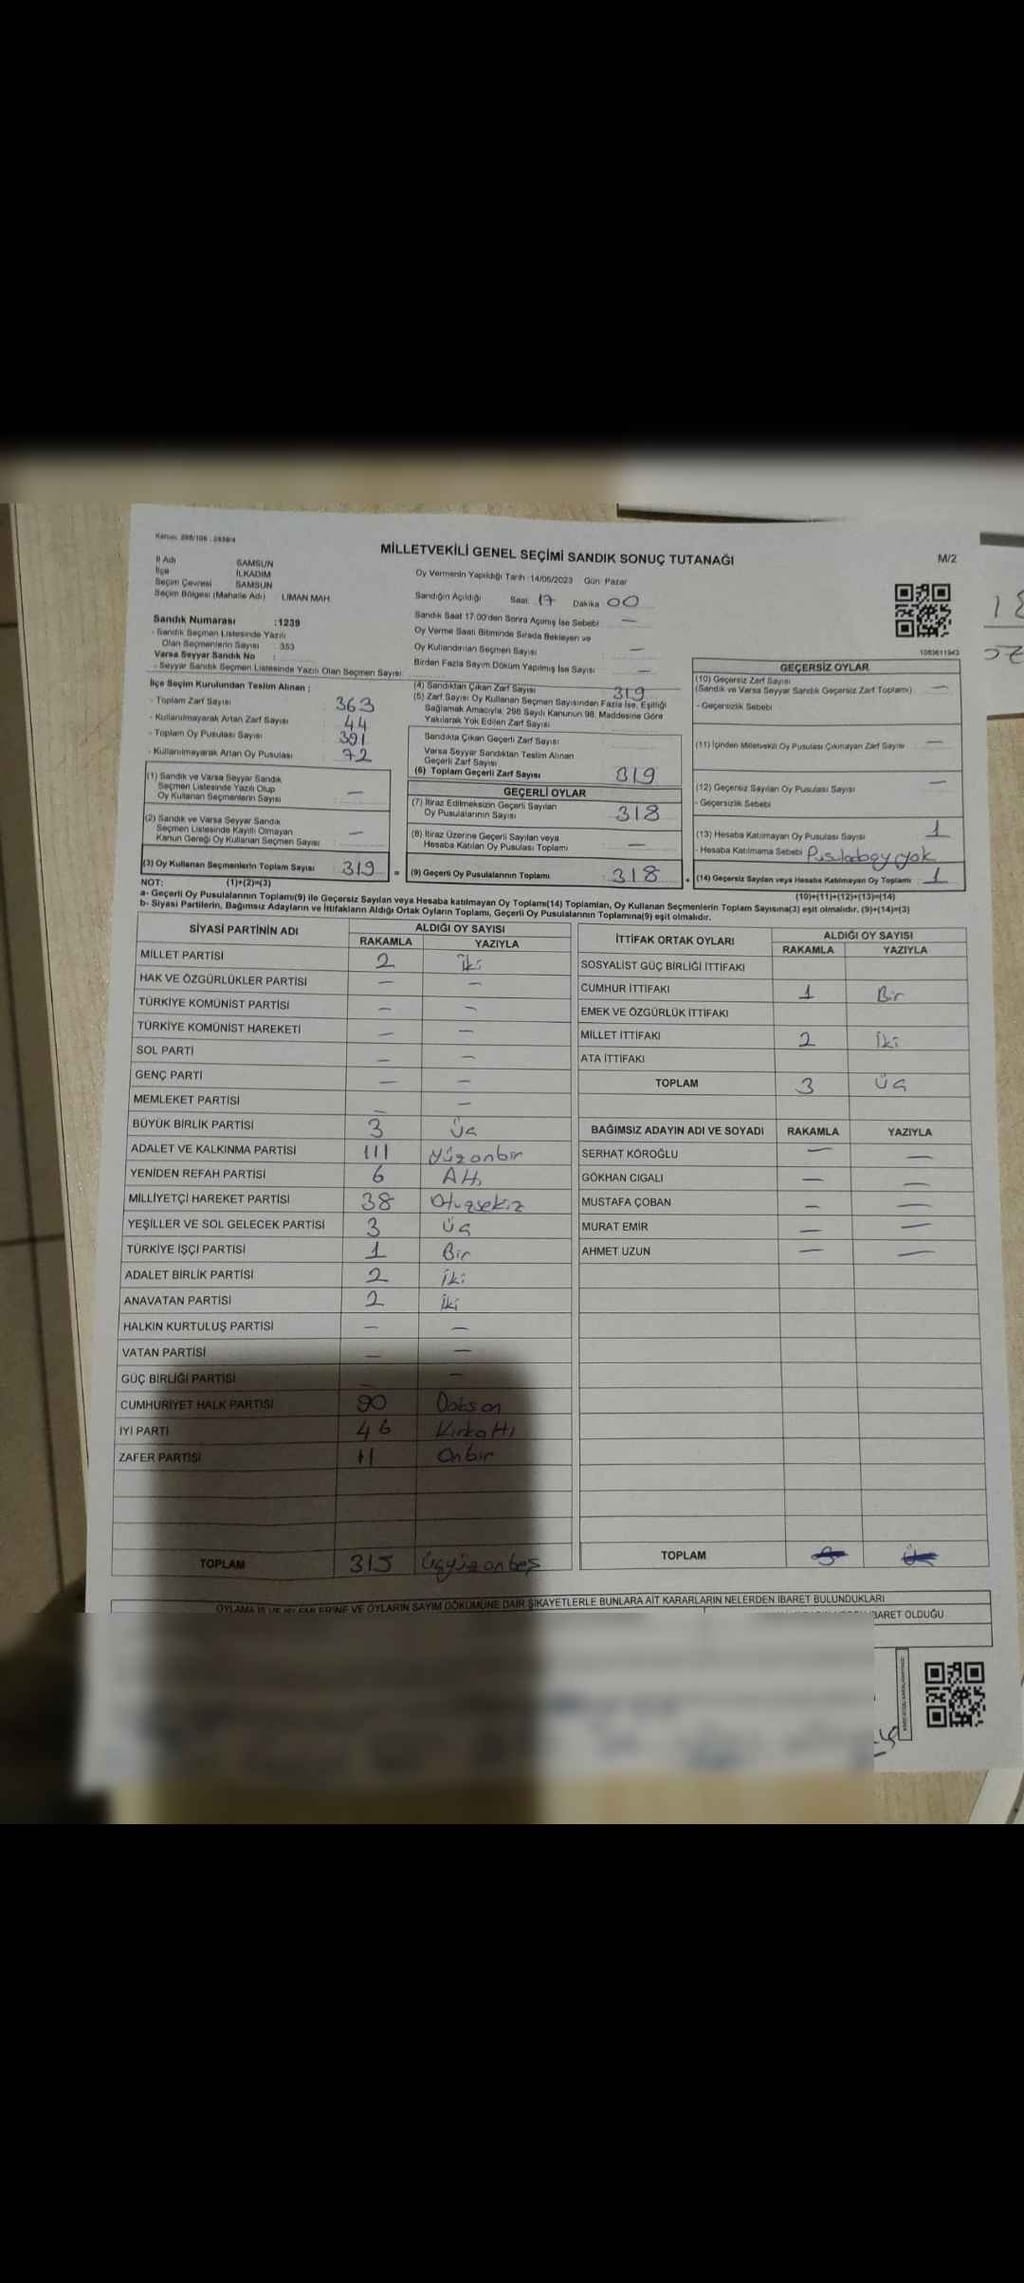 MİLLETVEKİLİ GENEL SEÇİMİ SANDIK SONUÇ TUTANAĞI
M/2
İl Adı SAMSUN
İlçe İLKADIM
Seçim Çevresi SAMSUN
Seçim Bölgesi (Mahalle Adı) LIMAN MAH.
Oy Vermenin Yapıldığı Tarih : 14/05/2023 Gün: Pazar
Sandığın Açıldığı Saat: 17 Dakika 00
Sandık Saat 17.00'den Sonra Açılmış İse Sebebi —
Oy Verme Saati Bitiminde Sırada Bekleyen ve
Oy Kullandırılan Seçmen Sayısı —
Birden Fazla Sayım Döküm Yapılmış İse Sayısı —
Sandık Numarası :1239
- Sandık Seçmen Listesinde Yazılı
Olan Seçmenlerin Sayısı : 353
Varsa Seyyar Sandık No :
- Seyyar Sandık Seçmen Listesinde Yazılı Olan Seçmen Sayısı:
İlçe Seçim Kurulundan Teslim Alınan :
- Toplam Zarf Sayısı 363
- Kullanılmayarak Artan Zarf Sayısı 44
- Toplam Oy Pusulası Sayısı 391
- Kullanılmayarak Artan Oy Pusulası 72
(1) Sandık ve Varsa Seyyar Sandık
Seçmen Listesinde Yazılı Olup
Oy Kullanan Seçmenlerin Sayısı —
(2) Sandık ve Varsa Seyyar Sandık
Seçmen Listesinde Kayıtlı Olmayan
Kanun Gereği Oy Kullanan Seçmen Sayısı —
(3) Oy Kullanan Seçmenlerin Toplam Sayısı 319
(4) Sandıktan Çıkan Zarf Sayısı 319
(5) Zarf Sayısı Oy Kullanan Seçmen Sayısından Fazla İse, Eşitliği
Sağlamak Amacıyla, 298 Sayılı Kanunun 98. Maddesine Göre
Yakılarak Yok Edilen Zarf Sayısı
Sandıkta Çıkan Geçerli Zarf Sayısı
Varsa Seyyar Sandıktan Teslim Alınan
Geçerli Zarf Sayısı
(6) Toplam Geçerli Zarf Sayısı 319
GEÇERLİ OYLAR
(7) İtiraz Edilmeksizin Geçerli Sayılan
Oy Pusulalarının Sayısı 318
(8) İtiraz Üzerine Geçerli Sayılan veya
Hesaba Katılan Oy Pusulası Toplamı —
= (9) Geçerli Oy Pusulalarının Toplamı 318
1083611943
GEÇERSİZ OYLAR
(10) Geçersiz Zarf Sayısı
(Sandık ve Varsa Seyyar Sandık Geçersiz Zarf Toplamı) —
- Geçersizlik Sebebi
(11) İçinden Milletvekili Oy Pusulası Çıkmayan Zarf Sayısı —
(12) Geçersiz Sayılan Oy Pusulası Sayısı —
- Geçersizlik Sebebi
(13) Hesaba Katılmayan Oy Pusulası Sayısı 1
- Hesaba Katılmama Sebebi Pusulada oy yok
+ (14) Geçersiz Sayılan veya Hesaba Katılmayan Oy Toplamı 1
NOT: (1)+(2)=(3)
(10)+(11)+(12)+(13)=(14)
a- Geçerli Oy Pusulalarının Toplamı(9) ile Geçersiz Sayılan veya Hesaba katılmayan Oy Toplamı(14) Toplamları, Oy Kullanan Seçmenlerin Toplam Sayısına(3) eşit olmalıdır. (9)+(14)=(3)
b- Siyasi Partilerin, Bağımsız Adayların ve İttifakların Aldığı Ortak Oyların Toplamı, Geçerli Oy Pusulalarının Toplamına(9) eşit olmalıdır.
SİYASİ PARTİNİN ADI ALDIĞI OY SAYISI
RAKAMLA YAZIYLA
MİLLET PARTİSİ 2 iki
HAK VE ÖZGÜRLÜKLER PARTİSİ — —
TÜRKİYE KOMÜNİST PARTİSİ — —
TÜRKİYE KOMÜNİST HAREKETİ — —
SOL PARTİ — —
GENÇ PARTİ — —
MEMLEKET PARTİSİ — —
BÜYÜK BİRLİK PARTİSİ 3 Üç
ADALET VE KALKINMA PARTİSİ 111 Yüzonbir
YENİDEN REFAH PARTİSİ 6 Altı
MİLLİYETÇİ HAREKET PARTİSİ 38 Otuzsekiz
YEŞİLLER VE SOL GELECEK PARTİSİ 3 Üç
TÜRKİYE İŞÇİ PARTİSİ 1 Bir
ADALET BİRLİK PARTİSİ 2 İki
ANAVATAN PARTİSİ 2 İki
HALKIN KURTULUŞ PARTİSİ — —
VATAN PARTİSİ — —
GÜÇ BİRLİĞİ PARTİSİ —
CUMHURİYET HALK PARTİSİ 90 Doksan
İYİ PARTİ 46 Kırkaltı
ZAFER PARTİSİ 11 Onbir
TOPLAM 315 Üçyüzonbeş
İTTİFAK ORTAK OYLARI ALDIĞI OY SAYISI
RAKAMLA YAZIYLA
SOSYALİST GÜÇ BİRLİĞİ İTTİFAKI
CUMHUR İTTİFAKI 1 Bir
EMEK VE ÖZGÜRLÜK İTTİFAKI
MİLLET İTTİFAKI 2 İki
ATA İTTİFAKI
TOPLAM 3 Üç
BAĞIMSIZ ADAYIN ADI VE SOYADI RAKAMLA YAZIYLA
SERHAT KÖROĞLU — —
GÖKHAN CIGALI — —
MUSTAFA ÇOBAN — —
MURAT EMİR — —
AHMET UZUN — —
TOPLAM
OYLAMA VE OYLARIN SAYIM DÖKÜMÜNE DAİR ŞİKAYETLERLE BUNLARA AİT KARARLARIN NELERDEN İBARET BULUNDUKLARI
İBARET OLDUĞU